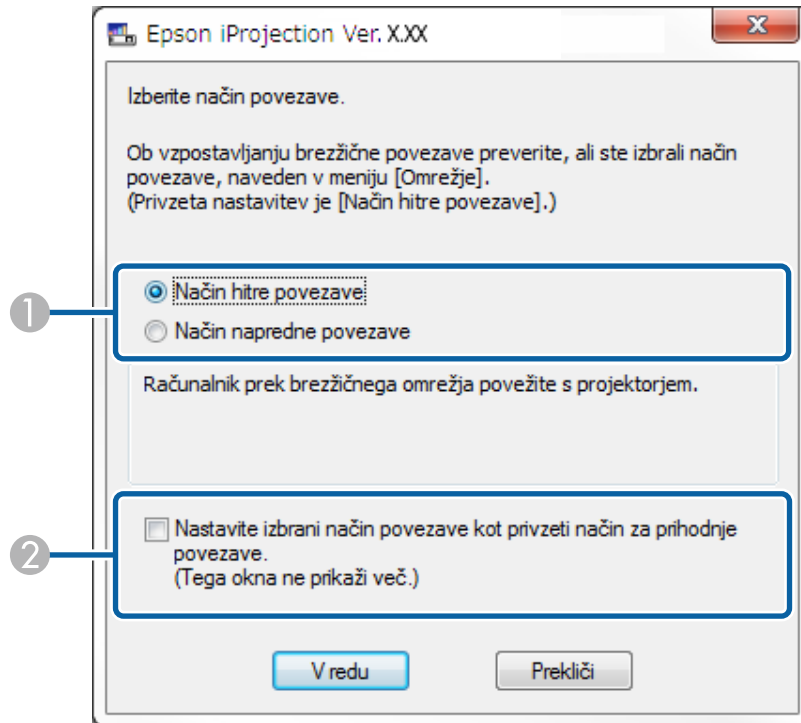 Epson iProjection Ver. X.XX
Izberite način povezave.
Ob vzpostavljanju brezžične povezave preverite, ali ste izbrali način
povezave, naveden v meniju [Omrežje].
(Privzeta nastavitev je [Način hitre povezave].)
1
Način hitre povezave
Način napredne povezave
Računalnik prek brezžičnega omrežja povežite s projektorjem.
2
Nastavite izbrani način povezave kot privzeti način za prihodnje
povezave.
(Tega okna ne prikaži več.)
V redu
Prekliči